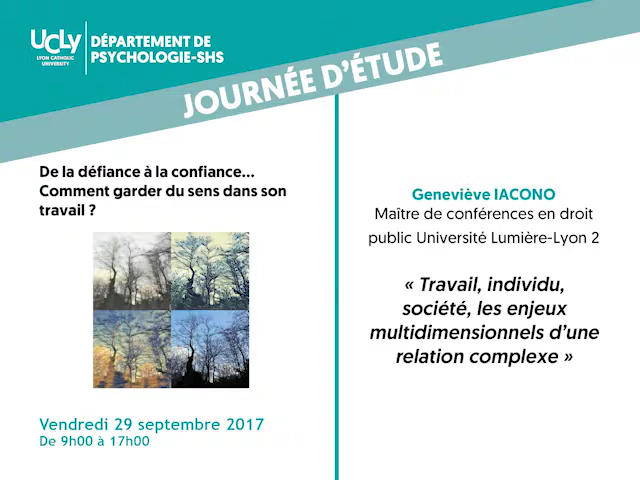 UCLy
LYON CATHOLIC
UNIVERSITY
DÉPARTEMENT DE
PSYCHOLOGIE-SHS
JOURNÉE D'ÉTUDE
De la défiance à la confiance...
Comment garder du sens dans son
travail ?
Vendredi 29 septembre 2017
De 9h00 à 17h00
Geneviève IACONO
Maître de conférences en droit
public Université Lumière-Lyon 2
« Travail, individu,
société, les enjeux
multidimensionnels d'une
relation complexe »